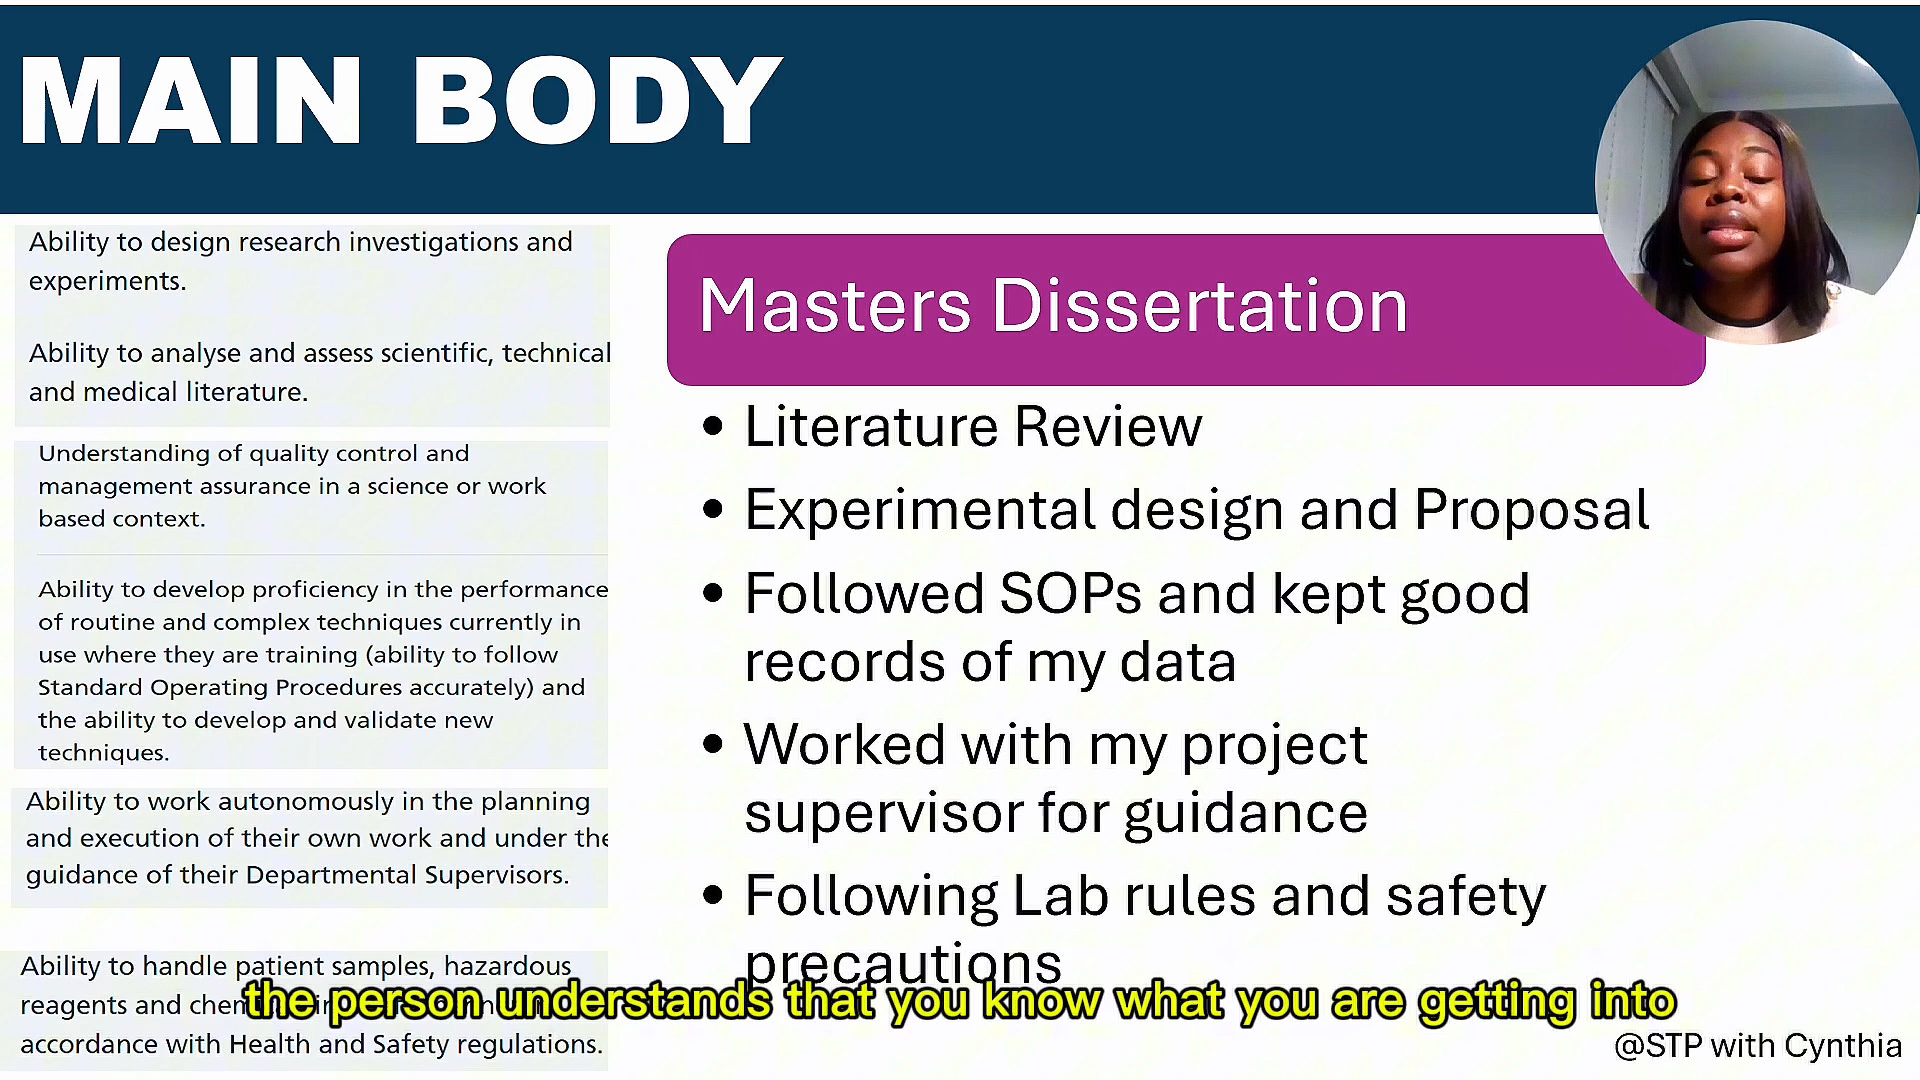 MAIN BODY
Ability to design research investigations and
experiments.
Ability to analyse and assess scientific, technical
and medical literature.
Understanding of quality control and
management assurance in a science or work
based context.
Ability to develop proficiency in the performance
of routine and complex techniques currently in
use where they are training (ability to follow
Standard Operating Procedures accurately) and
the ability to develop and validate new
techniques.
Ability to work autonomously in the planning
and execution of their own work and under the
guidance of their Departmental Supervisors.
Ability to handle patient samples, hazardous
reagents and
accordance with Health and Safety regulations.
Masters Dissertation
• Literature Review
• Experimental design and Proposal
• Followed SOPs and kept good
records of my data
• Worked with my project
supervisor for guidance
• Following Lab rules and safety
precautions
the person understands that you know what you are getting into
@STP with Cynthia